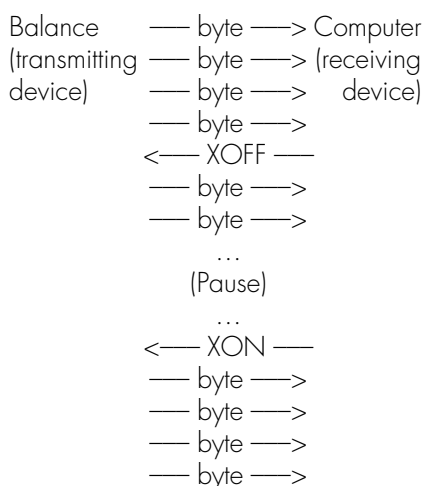 Balance ––– byte –––> Computer
(transmitting ––– byte –––> (receiving
device) ––– byte –––> device)
––– byte –––>
<––– XOFF –––
––– byte –––>
––– byte –––>
...
(Pause)
...
<––– XON –––
––– byte –––>
––– byte –––>
––– byte –––>
––– byte –––>